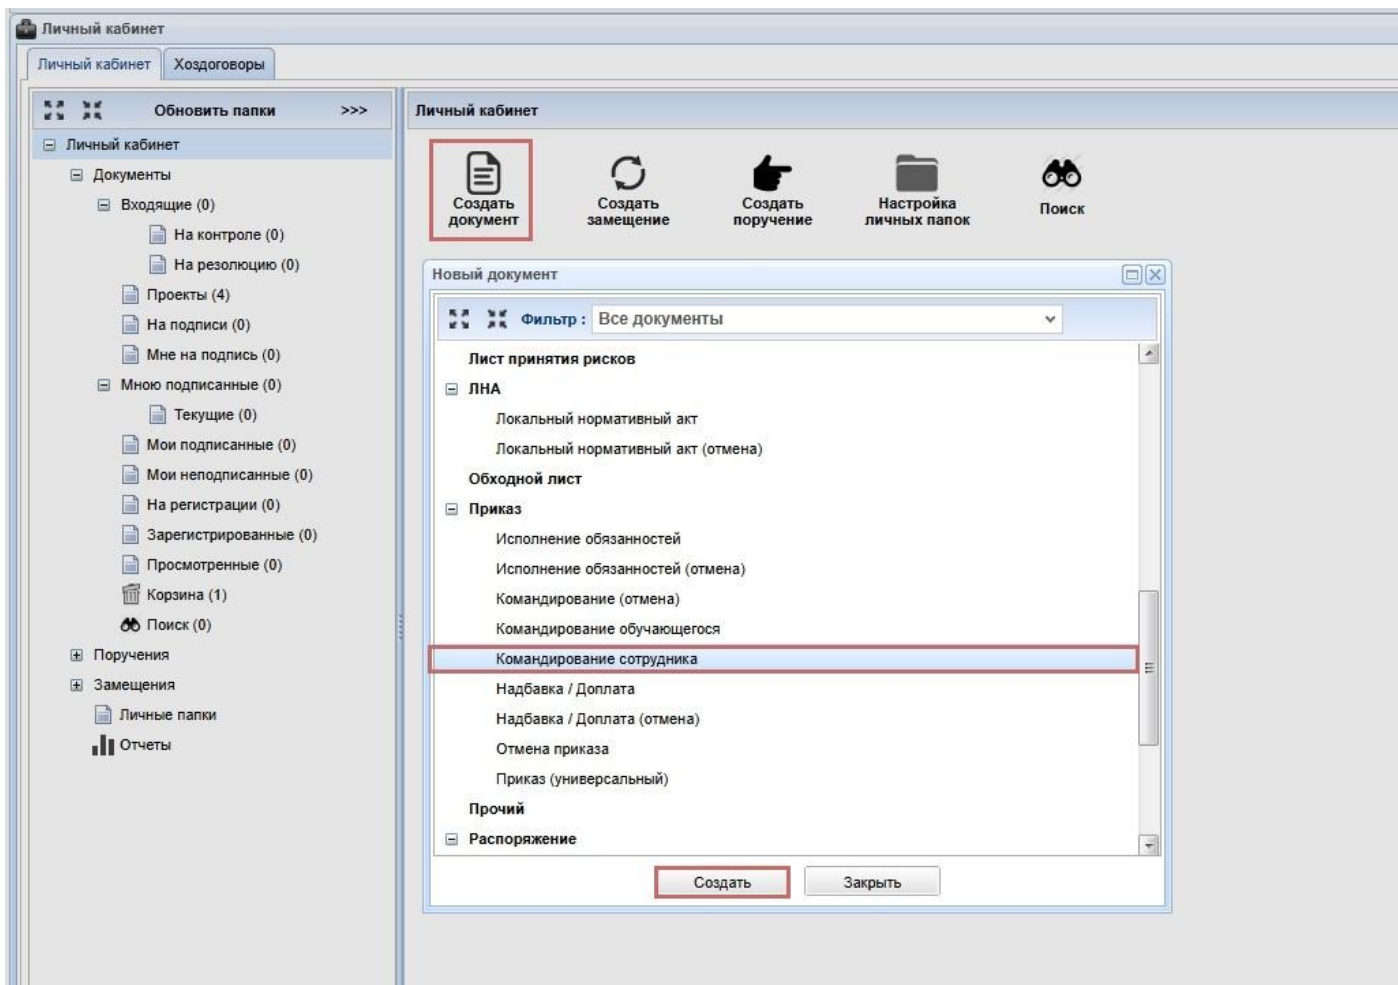 Личный кабинет
Личный кабинет
Хоздоговоры
Обновить папки
>>>
Личный кабинет
Документы
Входящие (0)
На контроле (0)
На резолюцию (0)
Проекты (4)
На подписи (0)
Мне на подпись (0)
Мною подписанные (0)
Текущие (0)
Мои подписанные (0)
Мои неподписанные (0)
На регистрации (0)
Зарегистрированные (0)
Просмотренные (0)
Корзина (1)
Поиск (0)
Поручения
Замещения
Личные папки
Отчеты
Личный кабинет
Создать
документ
Создать
замещение
Создать
поручение
Настройка
личных папок
Поиск
Новый документ
Фильтр : Все документы
Лист принятия рисков
ЛНА
Локальный нормативный акт
Локальный нормативный акт (отмена)
Обходной лист
Приказ
Исполнение обязанностей
Исполнение обязанностей (отмена)
Командирование (отмена)
Командирование обучающегося
Командирование сотрудника
Надбавка / Доплата
Надбавка / Доплата (отмена)
Отмена приказа
Приказ (универсальный)
Прочий
Распоряжение
Создать
Закрыть